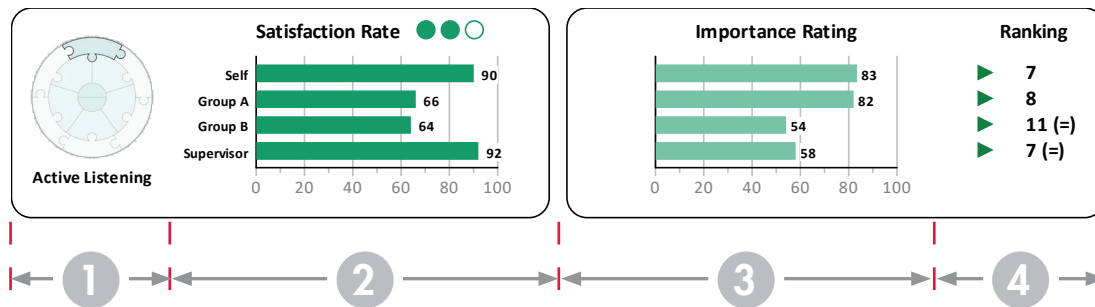 Satisfaction Rate
Self
90
Group A
66
Group B
64
Supervisor
92
0 20 40 60 80 100
Active Listening
Importance Rating
83
82
54
58
0 20 40 60 80 100
Ranking
7
8
11 (=)
7 (=)
1 2 3 4